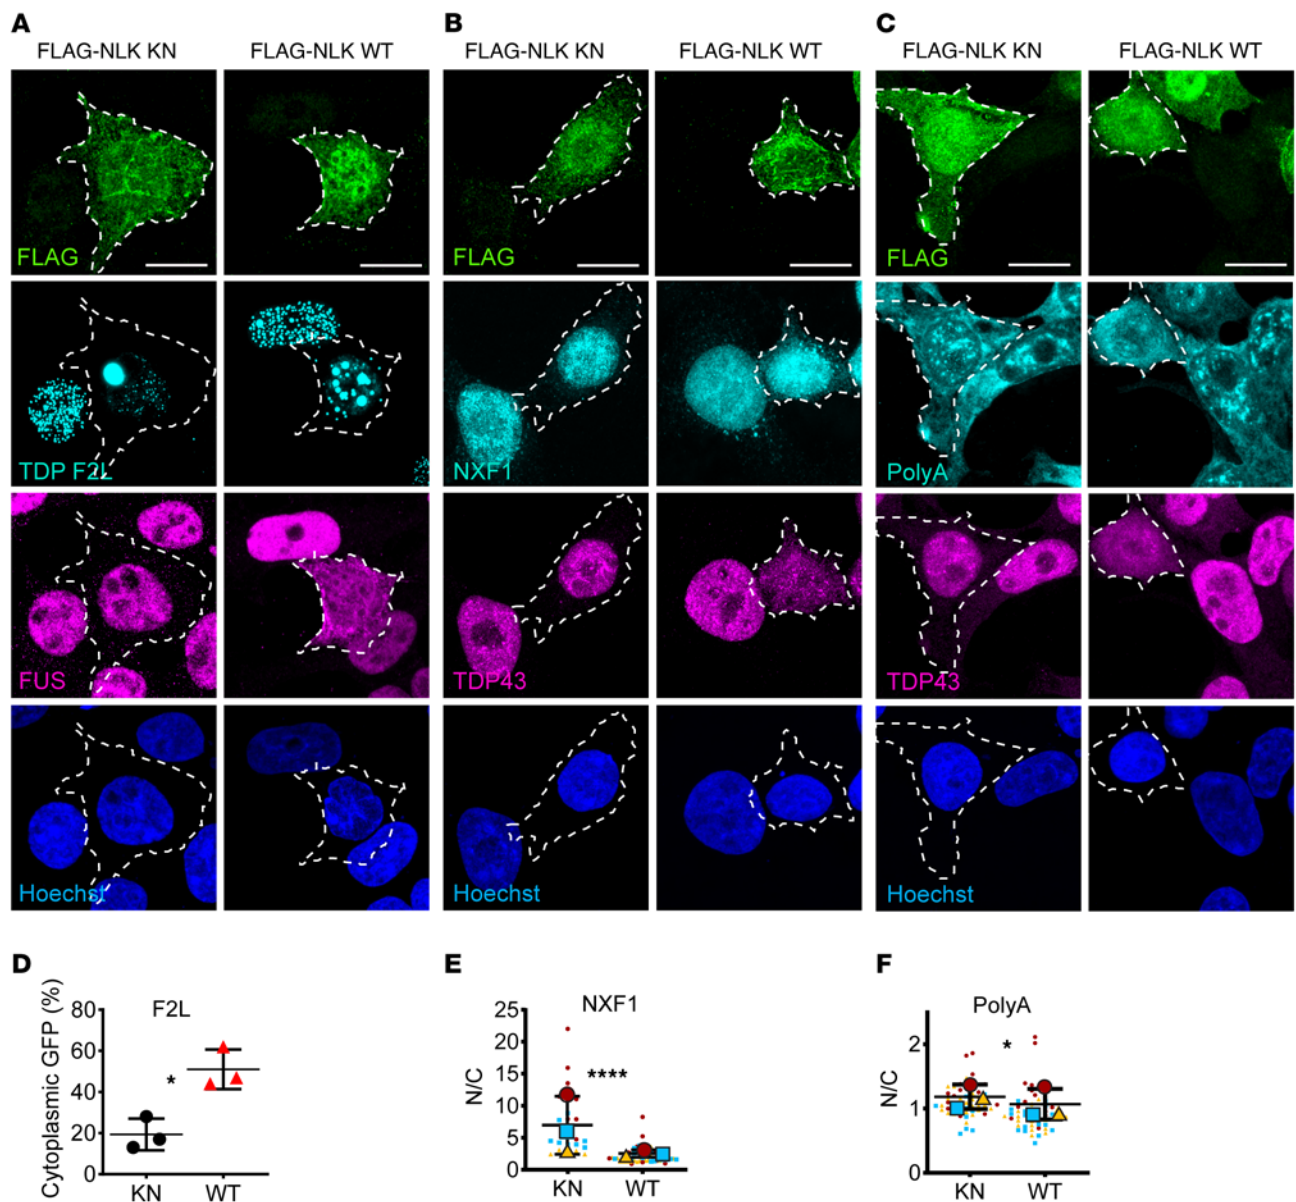 A
B
C
FLAG-NLK KN
FLAG-NLK WT
FLAG-NLK KN
FLAG-NLK WT
FLAG-NLK KN
FLAG-NLK WT
FLAG
FLAG
FLAG
TDP F2L
NXF1
PolyA
FUS
TDP43
TDP43
Hoechst
Hoechst
Hoechst
D
F2L
Cytoplasmic GFP (%)
80
60
40
20
0
*
KN
WT
E
NXF1
N/C
25
20
15
10
5
0
****
KN
WT
F
PolyA
N/C
2
1
0
*
KN
WT